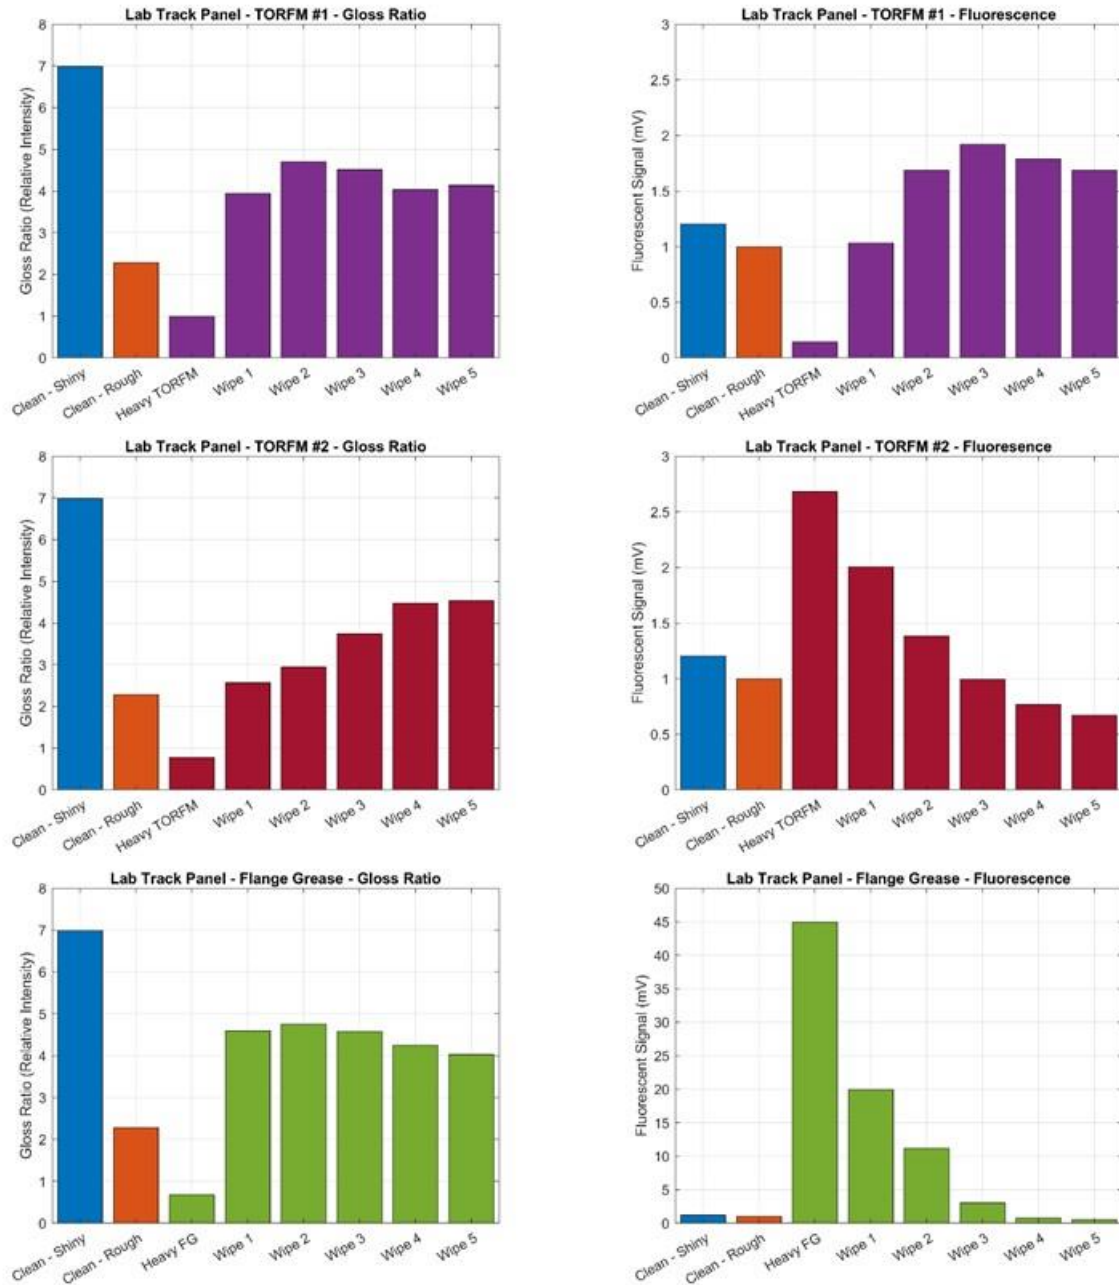 Lab Track Panel - TORFM #1 - Gloss Ratio
Gloss Ratio (Relative Intensity)
8
7
6
5
4
3
2
1
0
Clean - Shiny
Clean - Rough
Heavy TORFM
Wipe 1
Wipe 2
Wipe 3
Wipe 4
Wipe 5
Lab Track Panel - TORFM #1 - Fluorescence
Fluorescent Signal (mV)
3
2.5
2
1.5
1
0.5
0
Clean - Shiny
Clean - Rough
Heavy TORFM
Wipe 1
Wipe 2
Wipe 3
Wipe 4
Wipe 5
Lab Track Panel - TORFM #2 - Gloss Ratio
Gloss Ratio (Relative Intensity)
8
7
6
5
4
3
2
1
0
Clean - Shiny
Clean - Rough
Heavy TORFM
Wipe 1
Wipe 2
Wipe 3
Wipe 4
Wipe 5
Lab Track Panel - TORFM #2 - Fluoresence
Fluorescent Signal (mV)
3
2.5
2
1.5
1
0.5
0
Clean - Shiny
Clean - Rough
Heavy TORFM
Wipe 1
Wipe 2
Wipe 3
Wipe 4
Wipe 5
Lab Track Panel - Flange Grease - Gloss Ratio
Gloss Ratio (Relative Intensity)
8
7
6
5
4
3
2
1
0
Clean - Shiny
Clean - Rough
Heavy FG
Wipe 1
Wipe 2
Wipe 3
Wipe 4
Wipe 5
Lab Track Panel - Flange Grease - Fluorescence
Fluorescent Signal (mV)
50
45
40
35
30
25
20
15
10
5
0
Clean - Shiny
Clean - Rough
Heavy FG
Wipe 1
Wipe 2
Wipe 3
Wipe 4
Wipe 5